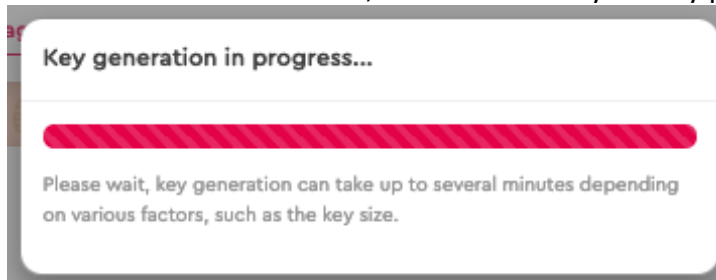 Key generation in progress...
Please wait, key generation can take up to several minutes depending
on various factors, such as the key size.